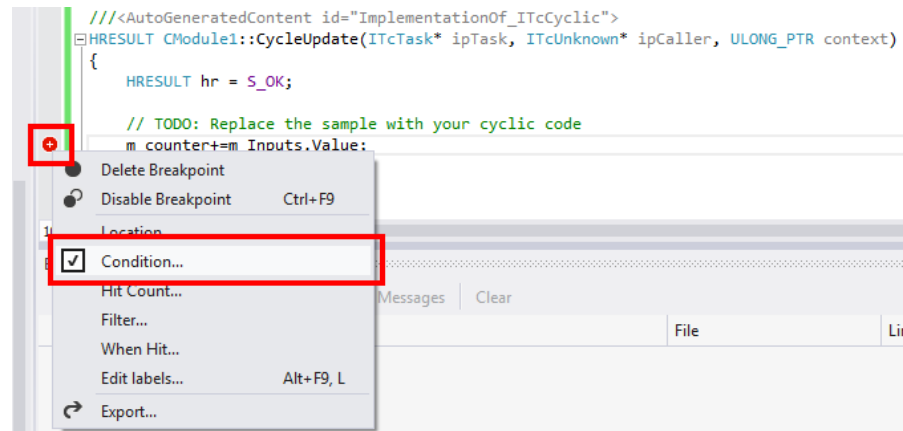 ///<AutoGeneratedContent id="ImplementationOf_ITcCyclic">
HRESULT CModule1::CycleUpdate(ITcTask* ipTask, ITcUnknown* ipCaller, ULONG_PTR context)
{
HRESULT hr = S_OK;
// TODO: Replace the sample with your cyclic code
m_counter+=m_Inputs.Value;
Delete Breakpoint
Disable Breakpoint Ctrl+F9
Location
Condition...
Hit Count...
Messages Clear
Filter...
File
When Hit...
Edit labels... Alt+F9, L
Export...